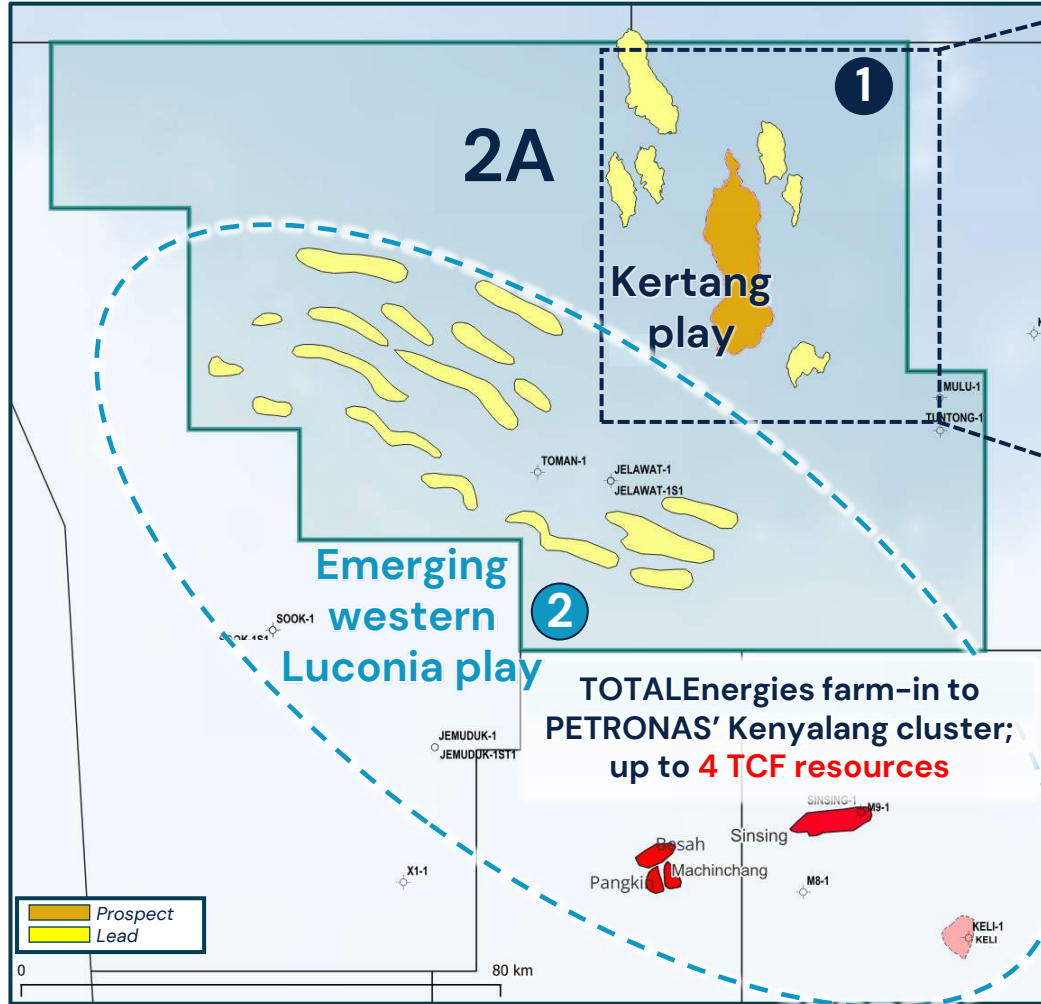 1
2A
Kertang
play
MULU-1
TUNTONG-1
TOMAN-1
JELAWAT-1
JELAWAT-1S1
Emerging
western
Luconia play
2
SOOK-1
SOOK-1S1
TOTALEnergies farm-in to
PETRONAS’ Kenyalang cluster;
up to 4 TCF resources
JEMUDUK-1
JEMUDUK-1ST1
SINSING-1
M9-1
Sinsing
Bosah
Machinchang
Pangkin
X1-1
M8-1
KELI-1
KELI
Prospect
Lead
0
80 km